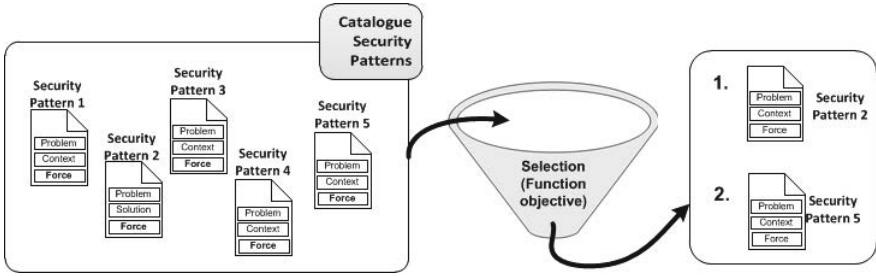 Catalogue
Security
Patterns
Security
Pattern 1
Problem
Context
Force
Security
Pattern 2
Problem
Solution
Force
Security
Pattern 3
Problem
Context
Force
Security
Pattern 4
Problem
Context
Force
Security
Pattern 5
Problem
Context
Force
Selection
(Function
objective)
1.
Problem
Context
Force
Security
Pattern 2
2.
Problem
Context
Force
Security
Pattern 5